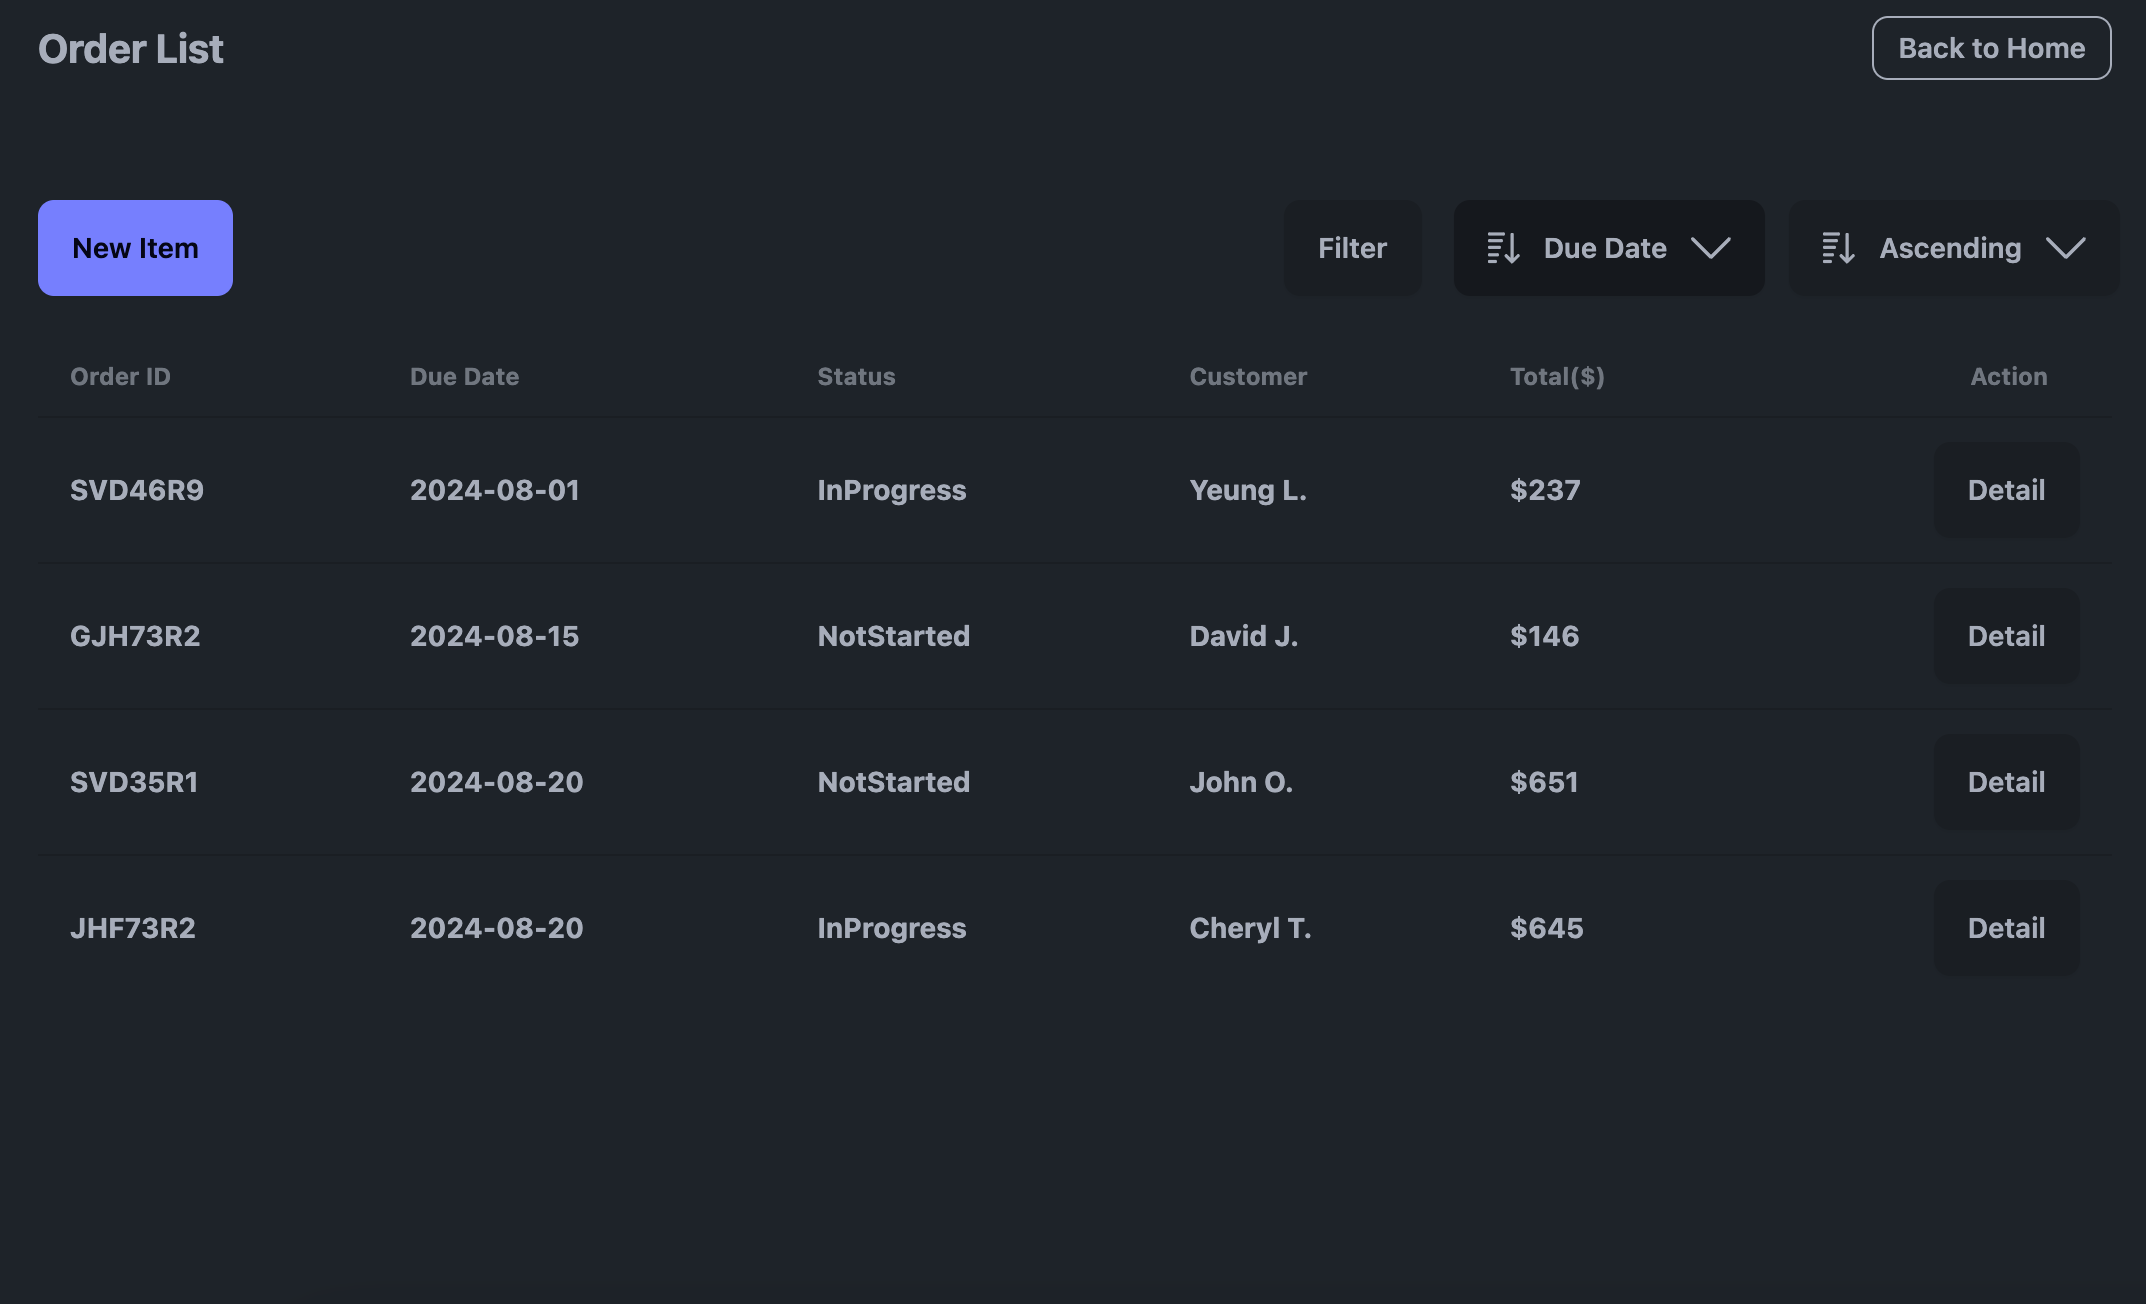 Order List Back to Home
New Item Filter Due Date Ascending
Order ID Due Date Status Customer Total($) Action
SVD46R9 2024-08-01 InProgress Yeung L. $237 Detail
GJH73R2 2024-08-15 NotStarted David J. $146 Detail
SVD35R1 2024-08-20 NotStarted John O. $651 Detail
JHF73R2 2024-08-20 InProgress Cheryl T. $645 Detail